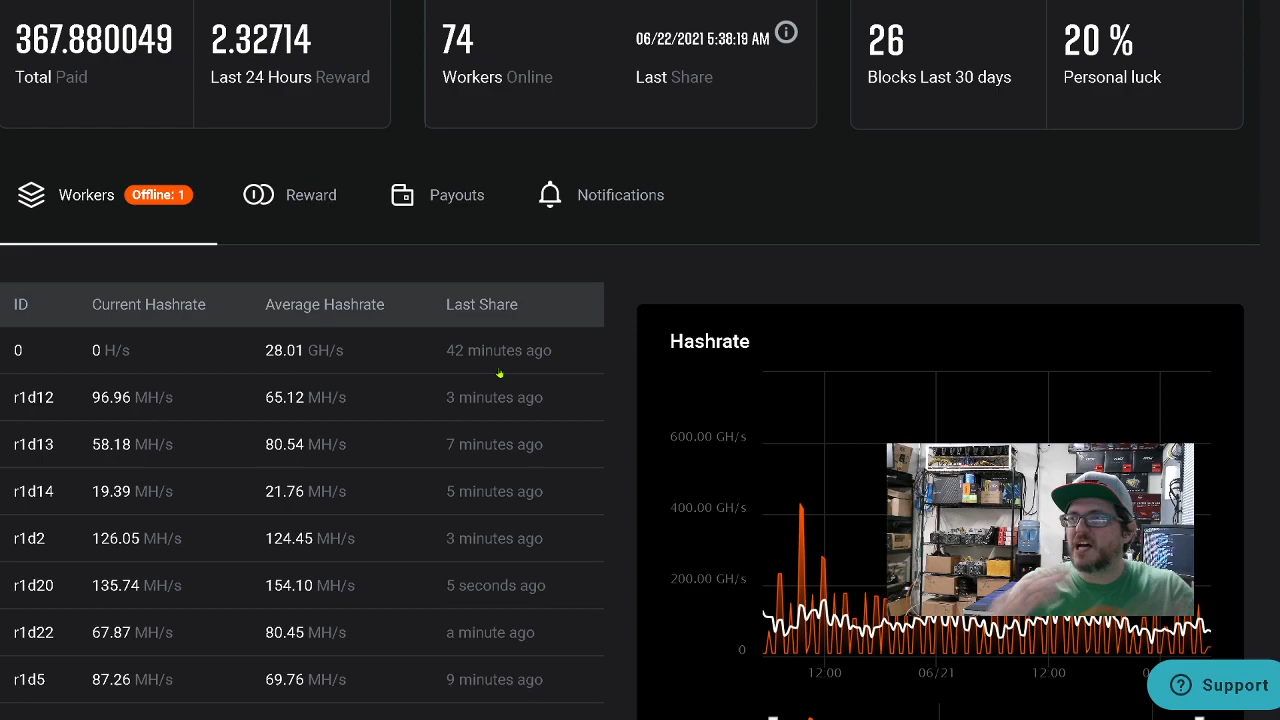 367.880049
Total Paid
2.32714
Last 24 Hours Reward
74
Workers Online
06/22/2021 5:38:19 AM
Last Share
26
Blocks Last 30 days
20 %
Personal luck
Workers Offline: 1
Reward
Payouts
Notifications
ID Current Hashrate Average Hashrate Last Share
0 0 H/s 28.01 GH/s 42 minutes ago
r1d12 96.96 MH/s 65.12 MH/s 3 minutes ago
r1d13 58.18 MH/s 80.54 MH/s 7 minutes ago
r1d14 19.39 MH/s 21.76 MH/s 5 minutes ago
r1d2 126.05 MH/s 124.45 MH/s 3 minutes ago
r1d20 135.74 MH/s 154.10 MH/s 5 seconds ago
r1d22 67.87 MH/s 80.45 MH/s a minute ago
r1d5 87.26 MH/s 69.76 MH/s 9 minutes ago
Hashrate
600.00 GH/s
400.00 GH/s
200.00 GH/s
0
12:00 06/21 12:00
Support